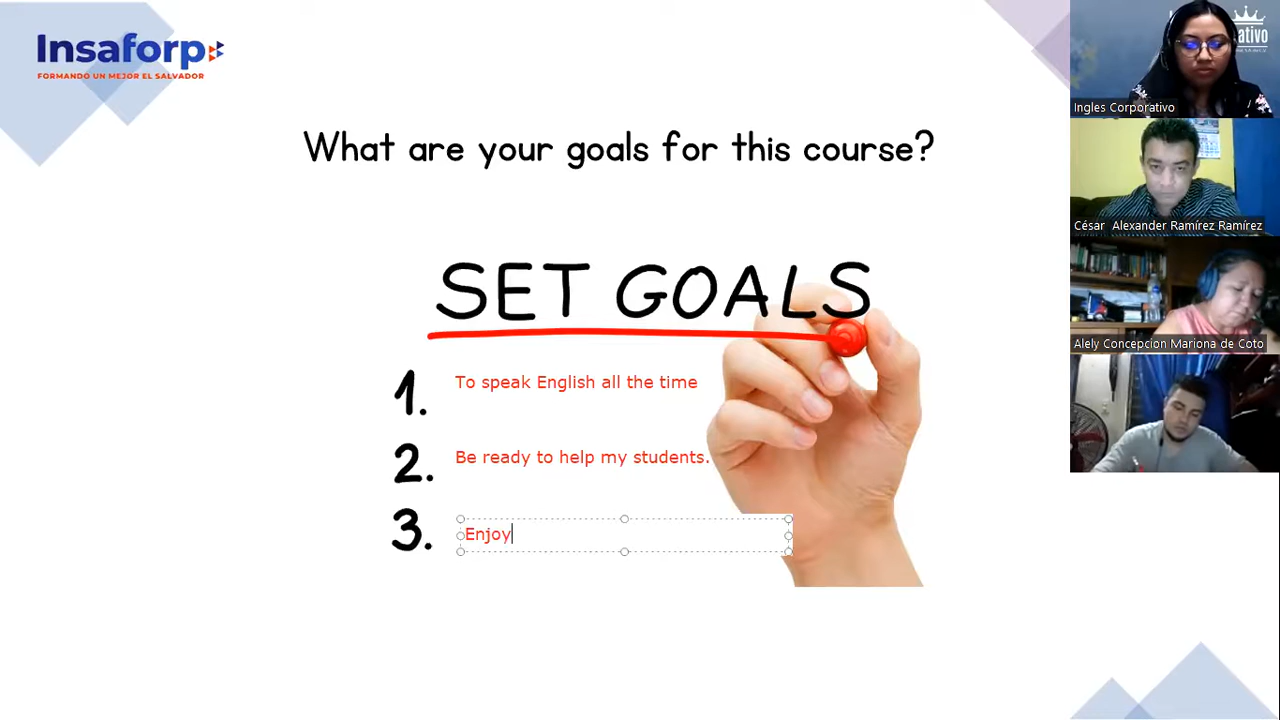 Insaforp
FORMANDO UN MEJOR EL SALVADOR
What are your goals for this course?
SET GOALS
1. To speak English all the time
2. Be ready to help my students.
3. Enjoy
ativo
Ingles Corporativo
César Alexander Ramírez Ramírez
Alely Concepcion Mariona de Coto